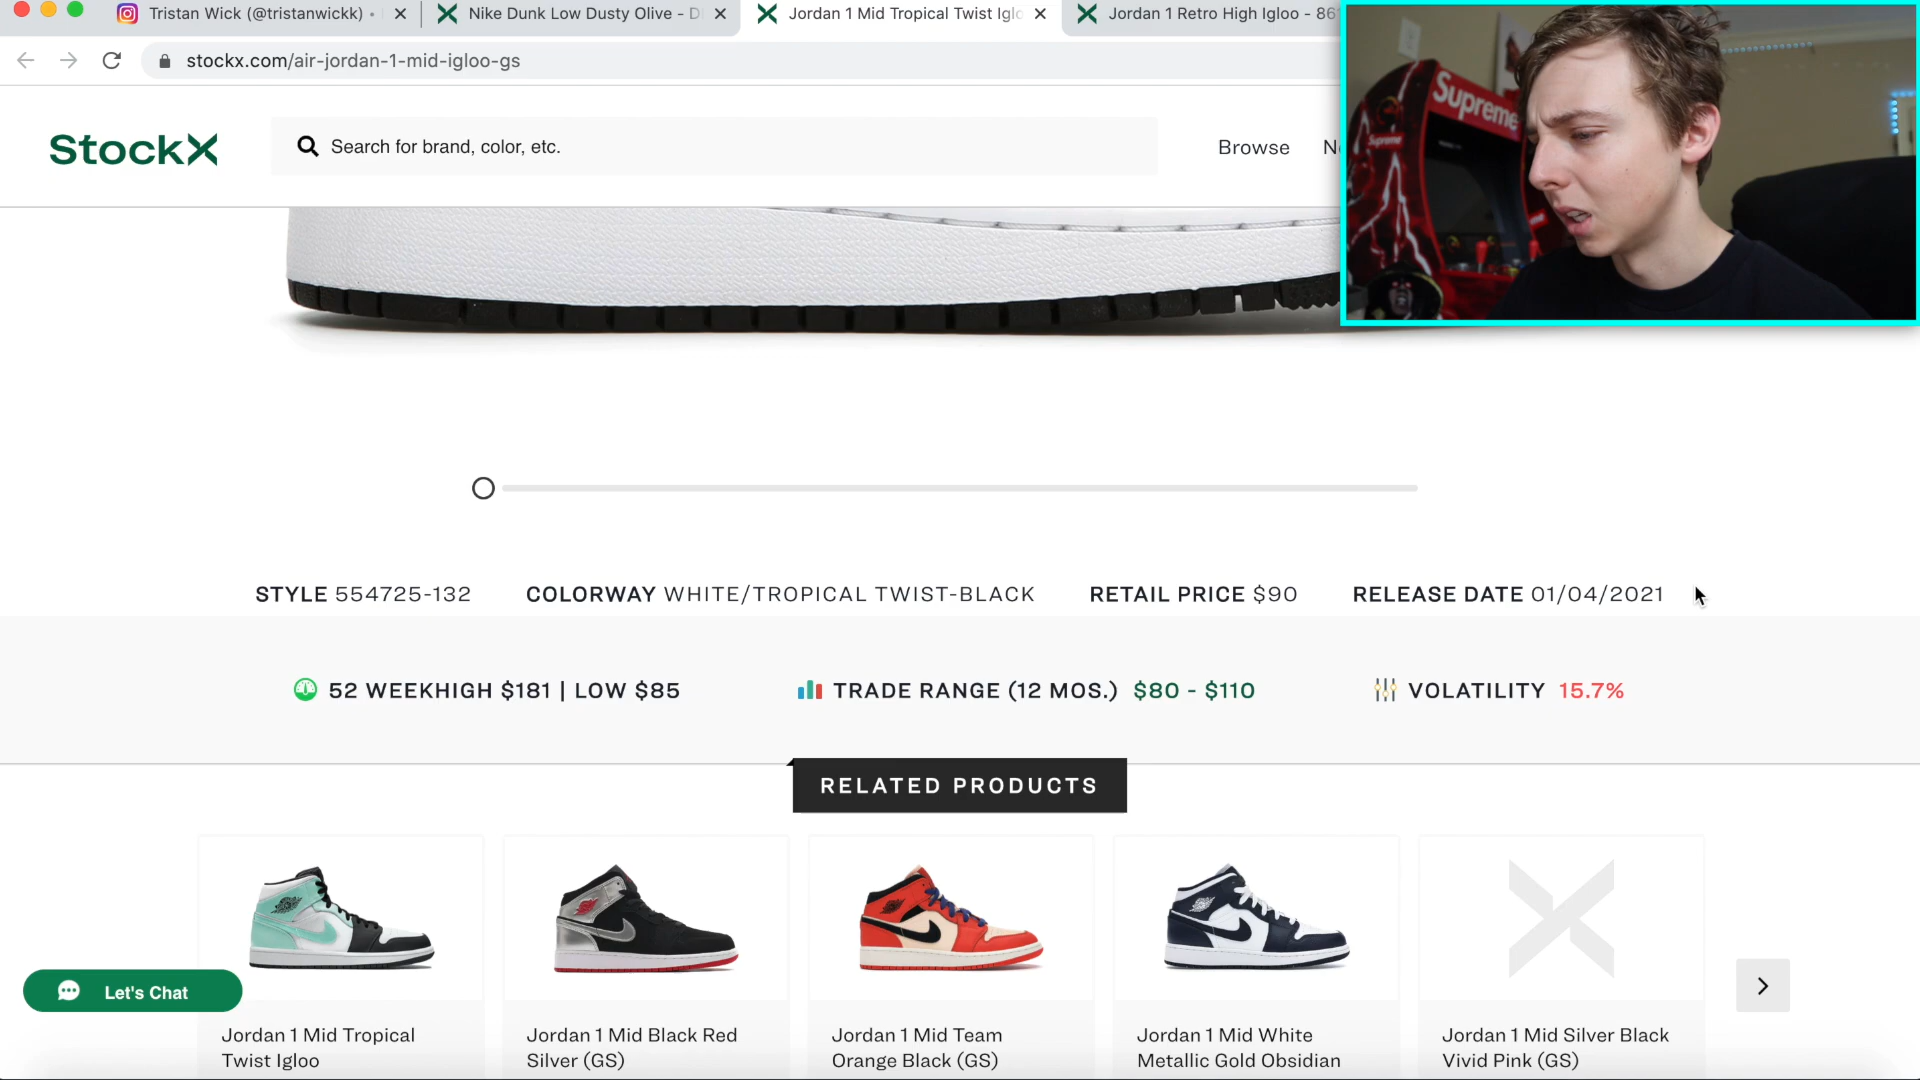 Tristan Wick (@tristanwickk) •
Nike Dunk Low Dusty Olive - D
Jordan 1 Mid Tropical Twist Iglo
Jordan 1 Retro High Igloo - 861
stockx.com/air-jordan-1-mid-igloo-gs
StockX
Search for brand, color, etc.
Browse
Supreme
Supreme
STYLE 554725-132
COLORWAY WHITE/TROPICAL TWIST-BLACK
RETAIL PRICE $90
RELEASE DATE 01/04/2021
52 WEEKHIGH $181 | LOW $85
TRADE RANGE (12 MOS.) $80 - $110
VOLATILITY 15.7%
RELATED PRODUCTS
Let's Chat
Jordan 1 Mid Tropical
Twist Igloo
Jordan 1 Mid Black Red
Silver (GS)
Jordan 1 Mid Team
Orange Black (GS)
Jordan 1 Mid White
Metallic Gold Obsidian
Jordan 1 Mid Silver Black
Vivid Pink (GS)